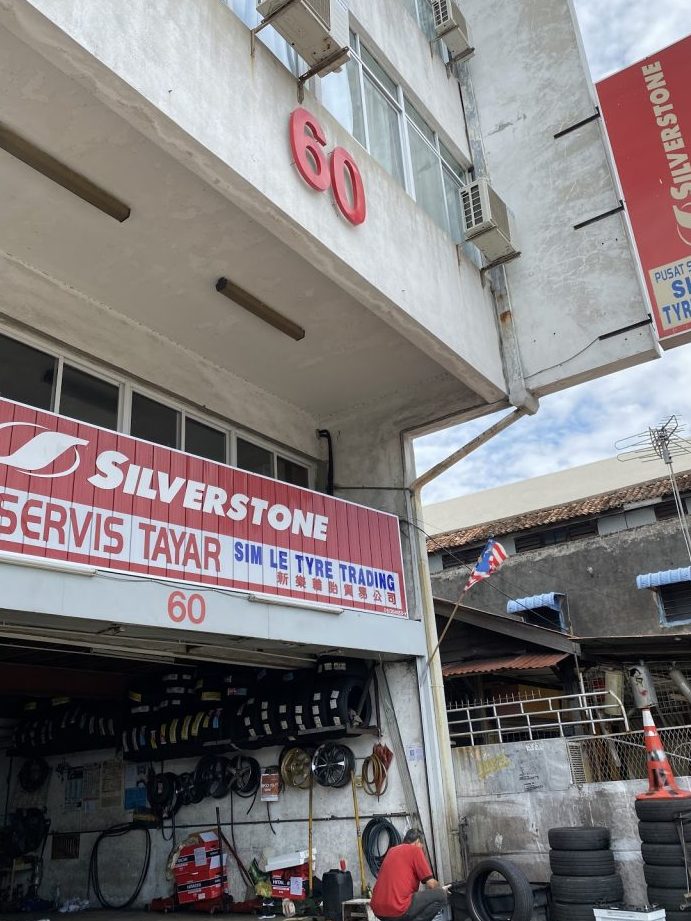 60
SILVERSTONE
PUSAT S
SI
TYR
SILVERSTONE
SERVIS TAYAR
SIM LE TYRE TRADING
新樂車胎貿易公司
60